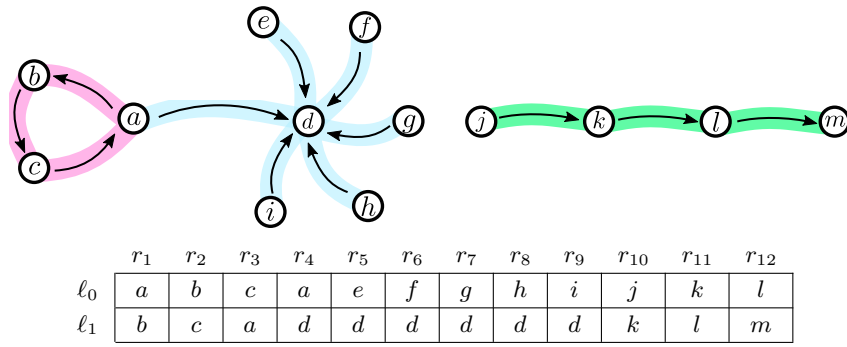 e f
b a d g j k l m
c i h
r₁ r₂ r₃ r₄ r₅ r₆ r₇ r₈ r₉ r₁₀ r₁₁ r₁₂
ℓ₀ a b c a e f g h i j k l
ℓ₁ b c a d d d d d d k l m